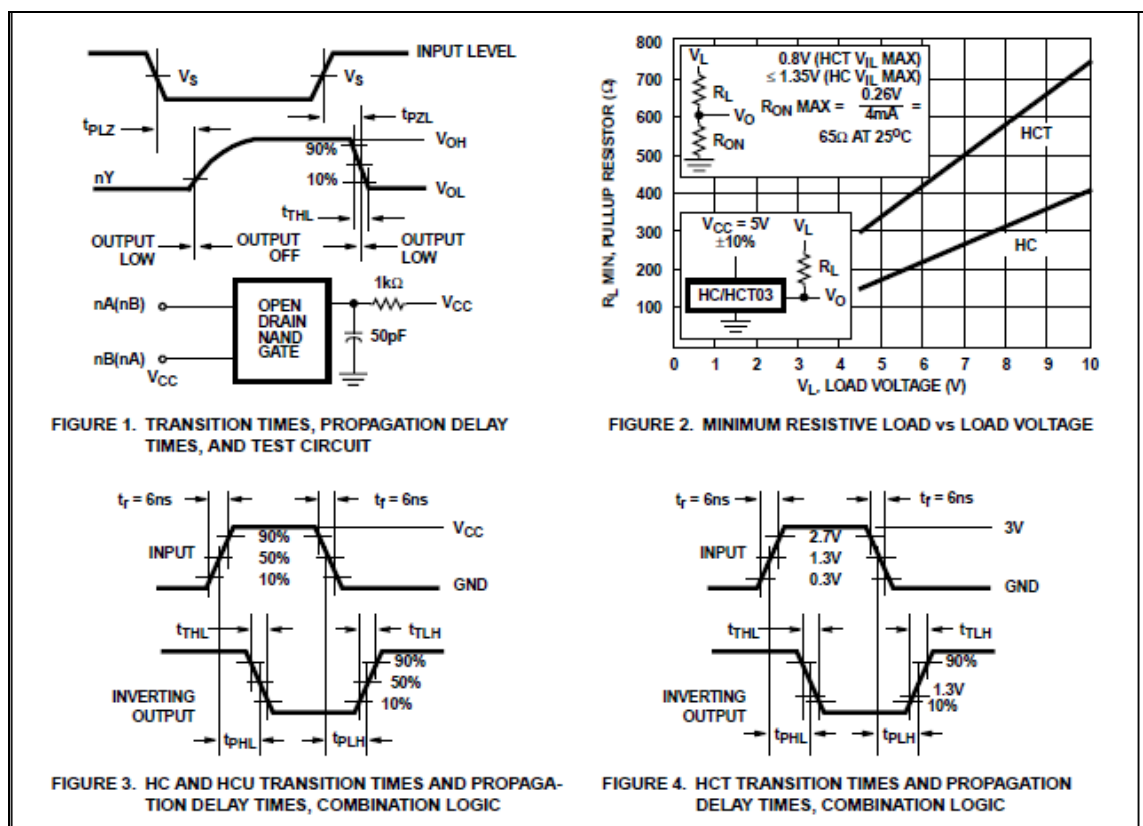 INPUT LEVEL
VS
VS
tPLZ
tPZL
VOH
90%
nY
10%
VOL
tTHL
OUTPUT
LOW
OUTPUT
OFF
OUTPUT
LOW
1kΩ
nA(nB)
OPEN
DRAIN
NAND
GATE
VCC
50pF
nB(nA)
VCC
FIGURE 1. TRANSITION TIMES, PROPAGATION DELAY
TIMES, AND TEST CIRCUIT
RL MIN, PULLUP RESISTOR (Ω)
800
700
600
500
400
300
200
100
VL
RL
VO
RON
0.8V (HCT VIL MAX)
≤ 1.35V (HC VIL MAX)
RON MAX = 0.26V / 4mA =
65Ω AT 25°C
HCT
HC
VCC = 5V
±10%
VL
RL
HC/HCT03
VO
0 1 2 3 4 5 6 7 8 9 10
VL, LOAD VOLTAGE (V)
FIGURE 2. MINIMUM RESISTIVE LOAD vs LOAD VOLTAGE
tr = 6ns
tf = 6ns
VCC
INPUT
90%
50%
10%
GND
tTHL
tTLH
90%
50%
10%
INVERTING
OUTPUT
tPHL
tPLH
FIGURE 3. HC AND HCU TRANSITION TIMES AND PROPAGA-
TION DELAY TIMES, COMBINATION LOGIC
tr = 6ns
tf = 6ns
3V
INPUT
2.7V
1.3V
0.3V
GND
tTHL
tTLH
90%
1.3V
10%
INVERTING
OUTPUT
tPHL
tPLH
FIGURE 4. HCT TRANSITION TIMES AND PROPAGATION
DELAY TIMES, COMBINATION LOGIC